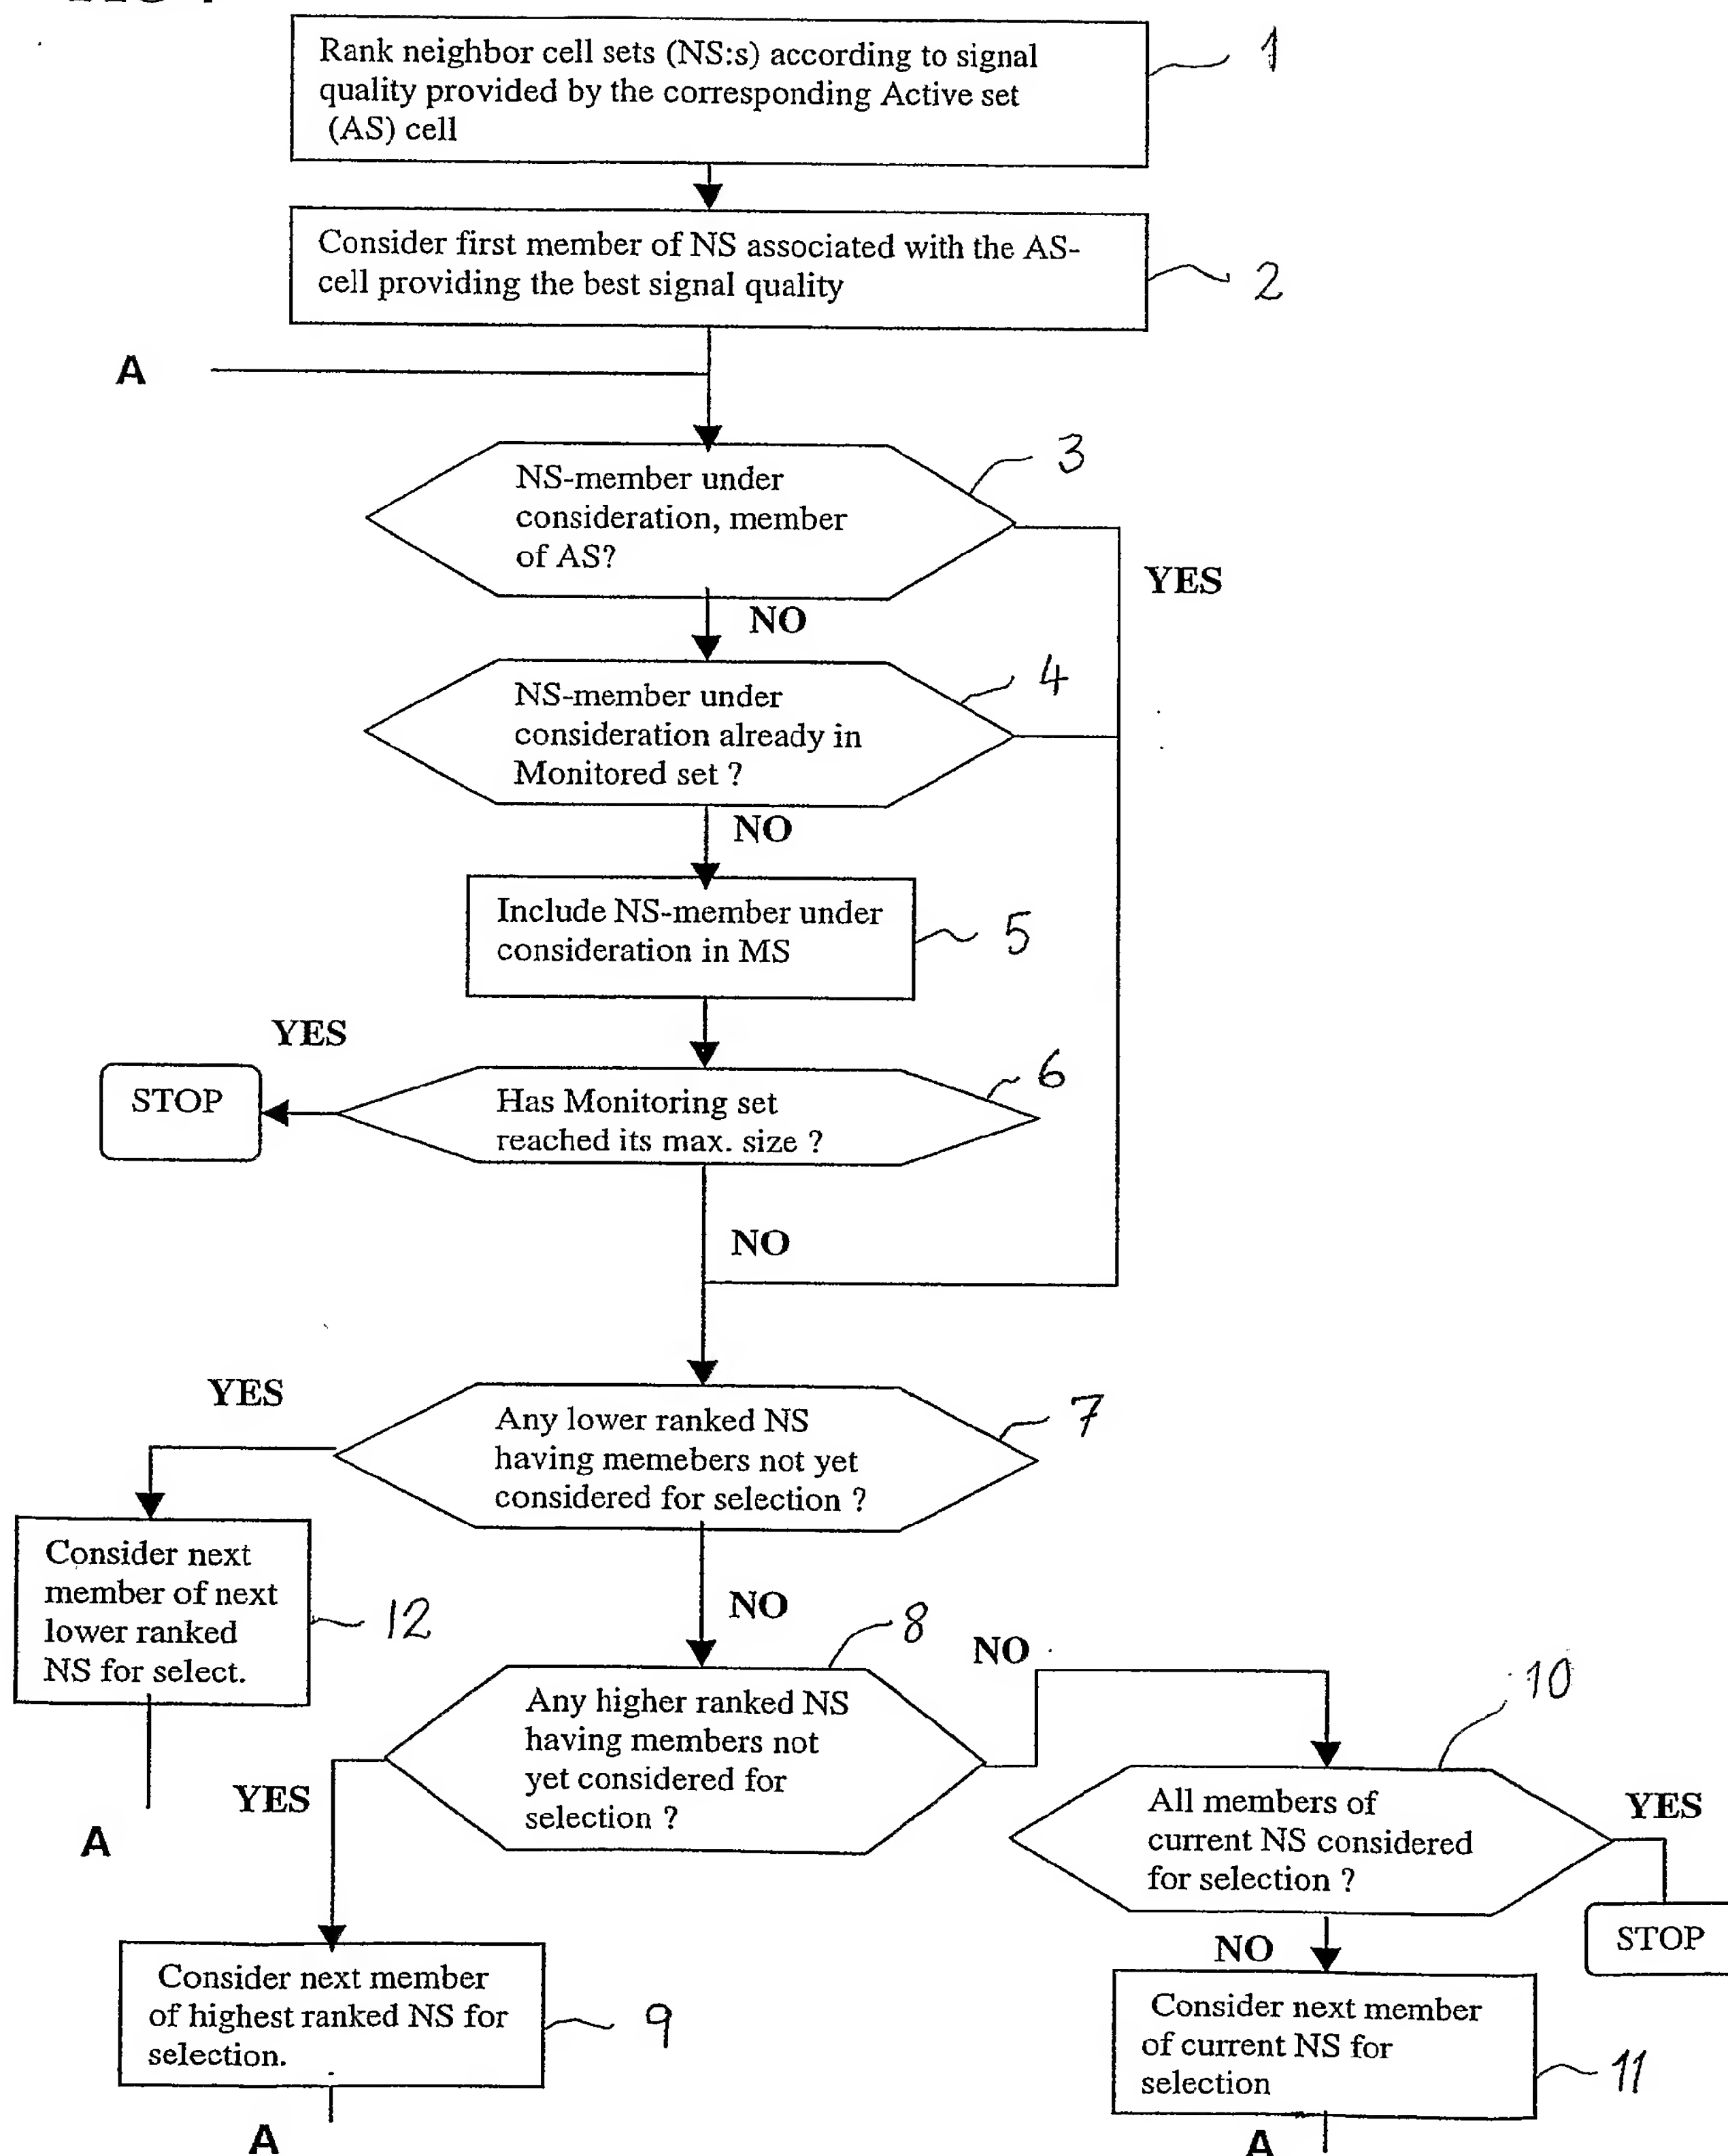 Rank neighbor cell sets (NS:s) according to signal
quality provided by the corresponding Active set
(AS) cell
1
Consider first member of NS associated with the AS-
cell providing the best signal quality
2
A
NS-member under
consideration, member
of AS?
3
YES
NO
NS-member under
consideration already in
Monitored set ?
4
NO
Include NS-member under
consideration in MS
5
YES
STOP
Has Monitoring set
reached its max. size ?
6
NO
YES
Any lower ranked NS
having memebers not yet
considered for selection ?
7
Consider next
member of next
lower ranked
NS for select.
12
A
NO
Any higher ranked NS
having members not
yet considered for
selection ?
8
NO
YES
All members of
current NS considered
for selection ?
10
YES
STOP
NO
Consider next member
of highest ranked NS for
selection.
9
A
Consider next member
of current NS for
selection
11
A